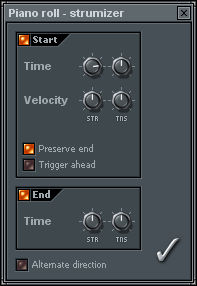 Piano roll - strumizer
Start
Time
Velocity
STR TNS
Preserve end
Trigger ahead
End
Time
STR TNS
Alternate direction